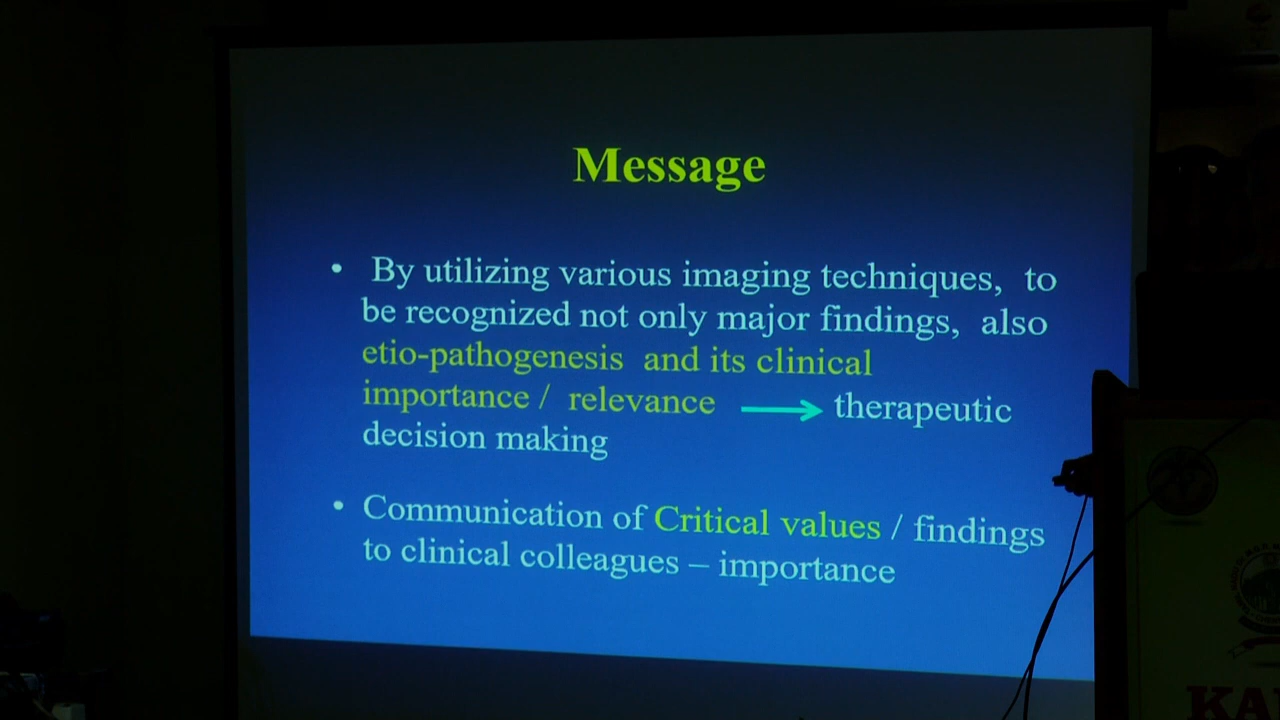 Message
• By utilizing various imaging techniques, to
be recognized not only major findings, also
etio-pathogenesis and its clinical
importance / relevance → therapeutic
decision making
• Communication of Critical values / findings
to clinical colleagues – importance
KA